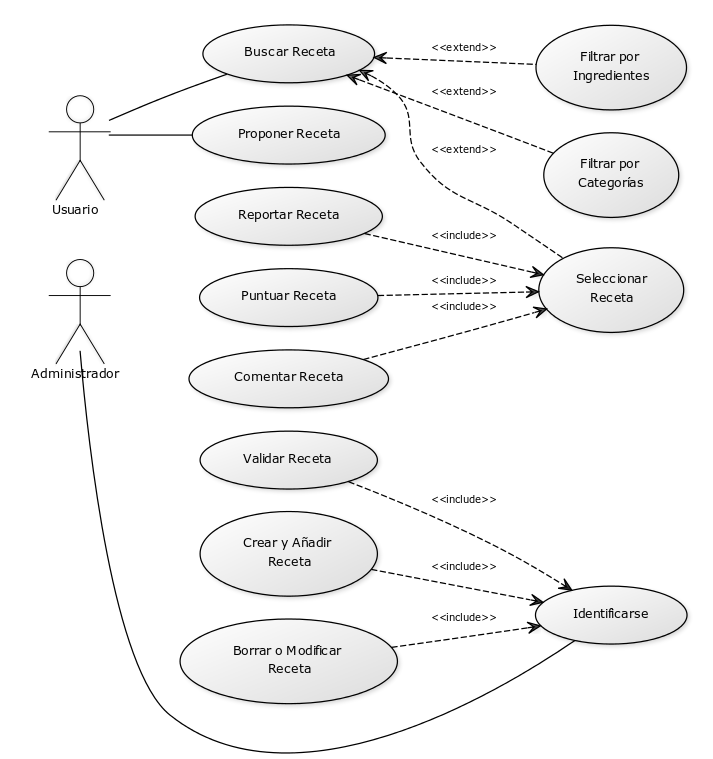 Buscar Receta
<<extend>>
Filtrar por
Ingredientes
<<extend>>
Proponer Receta
<<extend>>
Filtrar por
Categorías
Usuario
Reportar Receta
<<include>>
Seleccionar
Receta
Puntuar Receta
<<include>>
<<include>>
Administrador
Comentar Receta
Validar Receta
<<include>>
Crear y Añadir
Receta
<<include>>
Identificarse
<<include>>
Borrar o Modificar
Receta